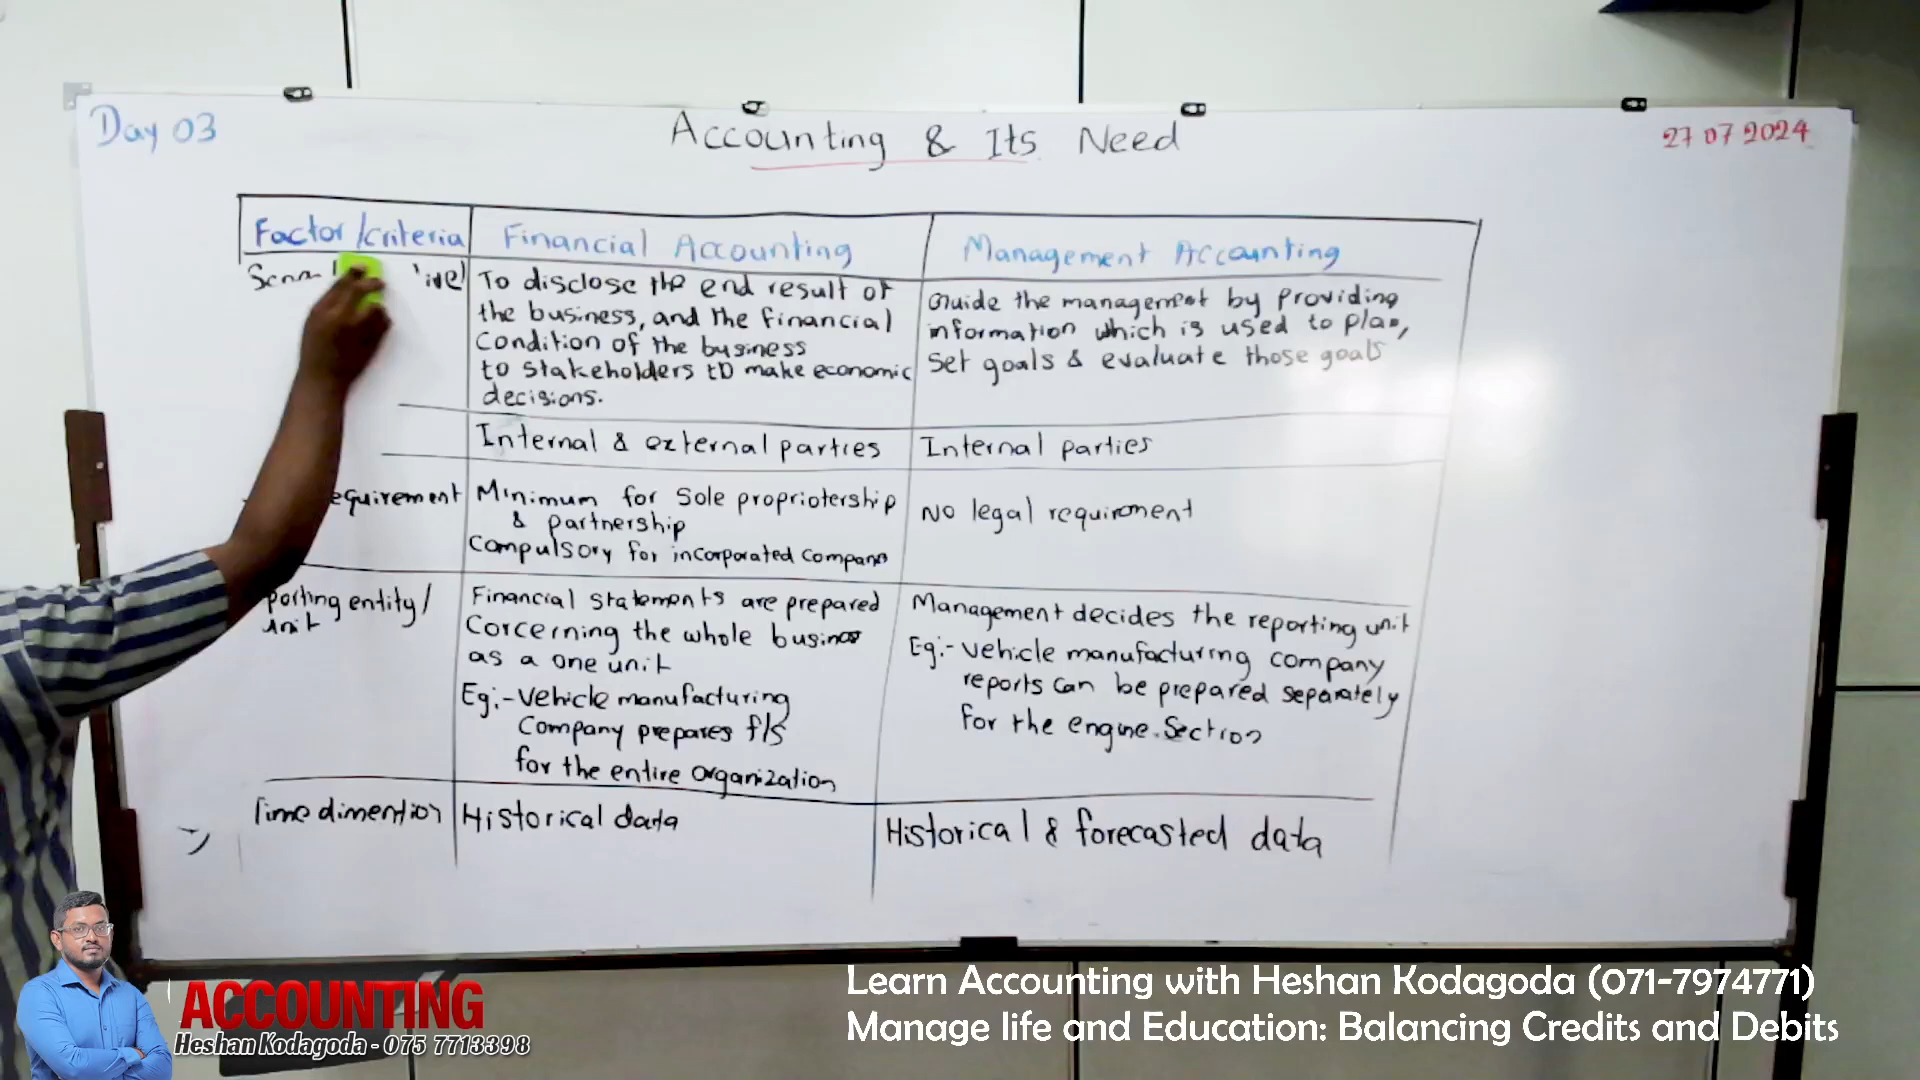 Day 03
Accounting & Its Need
27 07 2024
Factor/criteria
Financial Accounting
Management Accounting
To disclose the end result of
the business, and the financial
condition of the business
to stakeholders to make economic
decisions.
Guide the management by providing
information which is used to plan,
set goals & evaluate those goals
Internal & external parties
Internal parties
equirement
Minimum for sole propriotership
& partnership
Compulsory for incorporated company
No legal requirement
porting entity/
unit
Financial statements are prepared
Corcerning the whole business
as a one unit
Eg:- Vehicle manufacturing
Company prepares f/s
for the entire organization
Management decides the reporting unit
Eg:- Vehicle manufacturing company
reports can be prepared separately
for the engine section
Time dimention
Historical data
Historical & forecasted data
ACCOUNTING
Heshan Kodagoda - 075 7713398
Learn Accounting with Heshan Kodagoda (071-7974771)
Manage life and Education: Balancing Credits and Debits